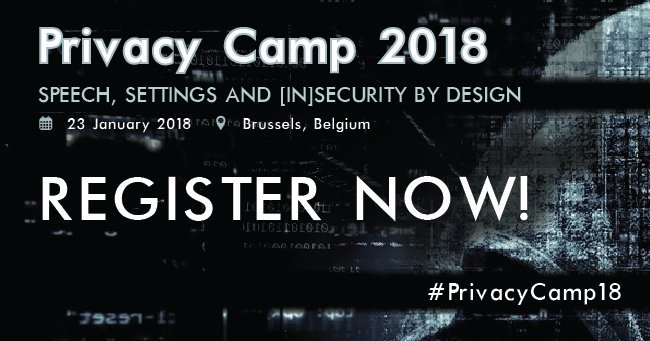 Privacy Camp 2018
SPEECH, SETTINGS AND [IN]SECURITY BY DESIGN
23 January 2018 Brussels, Belgium
REGISTER NOW!
#PrivacyCamp18